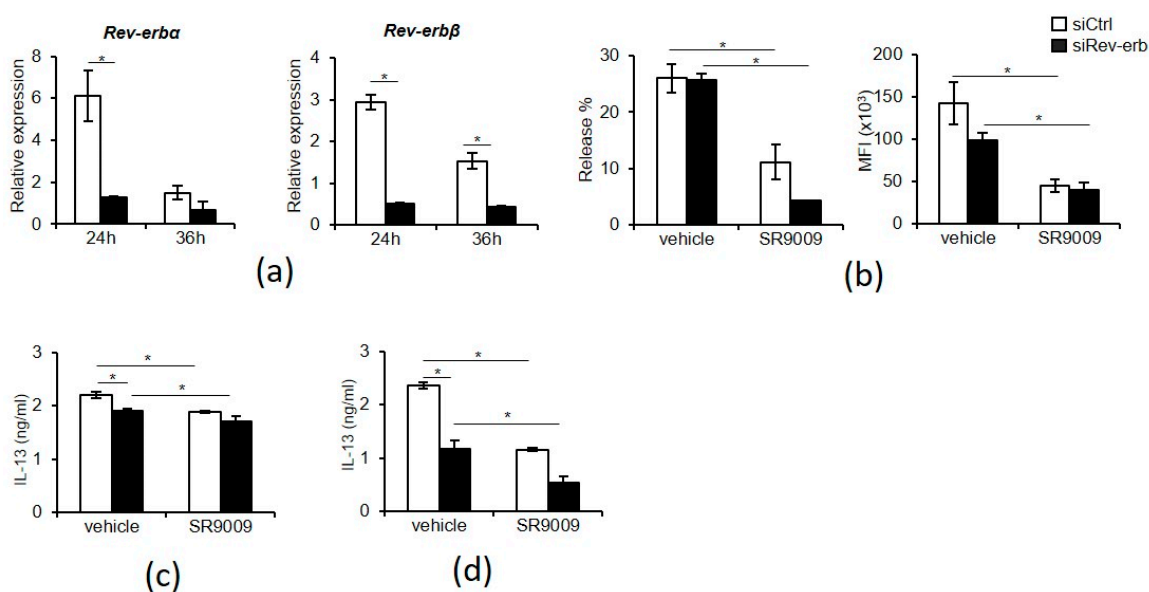 Rev-erbα
Relative expression
8
6
4
2
0
*
24h 36h
Rev-erbβ
Relative expression
4
3
2
1
0
*
*
24h 36h
(a)
Release %
30
20
10
0
*
*
vehicle SR9009
siCtrl
siRev-erb
MFI (x10³)
200
150
100
50
0
*
*
vehicle SR9009
(b)
IL-13 (ng/ml)
3
2
1
0
*
*
*
vehicle SR9009
(c)
IL-13 (ng/ml)
3
2
1
0
*
*
*
vehicle SR9009
(d)